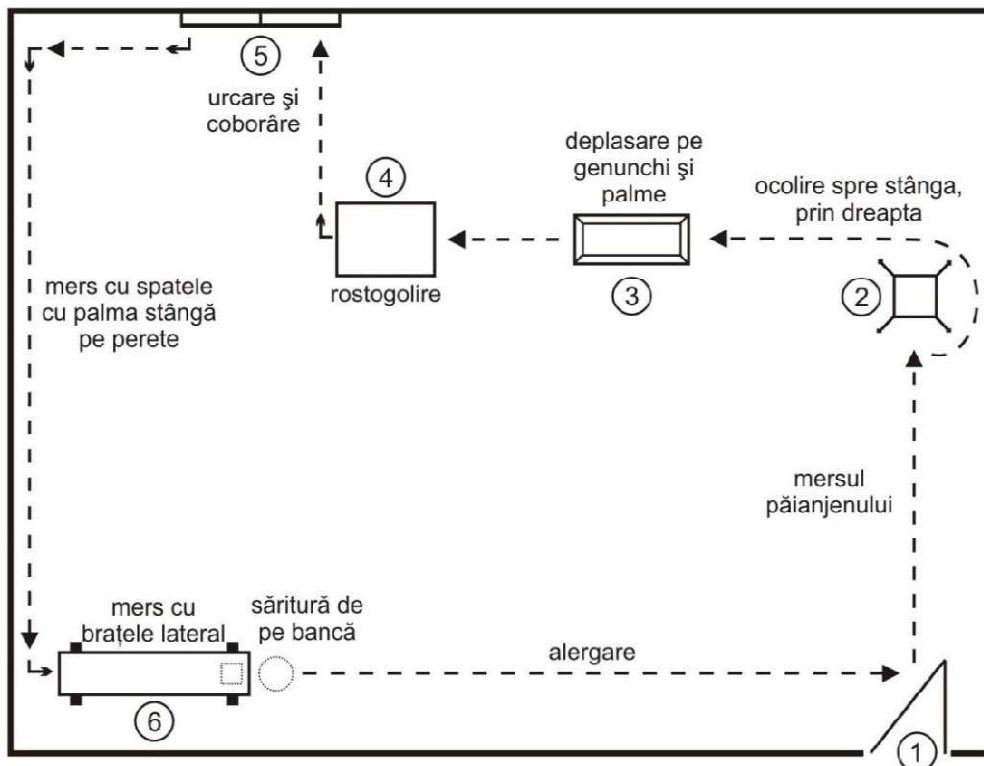 5
urcare şi
coborâre
4
rostogolire
deplasare pe
genunchi şi
palme
3
ocolire spre stânga,
prin dreapta
2
mers cu spatele
cu palma stângă
pe perete
mersul
păianjenului
mers cu
brațele lateral
săritură de
pe bancă
alergare
6
1